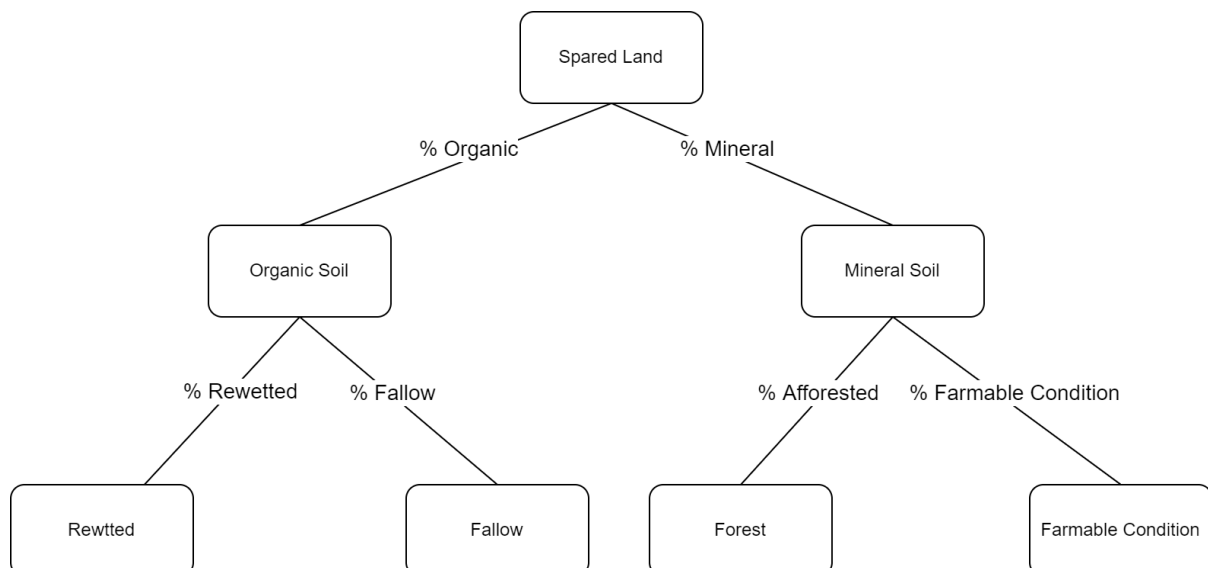 Spared Land
% Organic
% Mineral
Organic Soil
Mineral Soil
% Rewetted
% Fallow
% Afforested
% Farmable Condition
Rewtted
Fallow
Forest
Farmable Condition